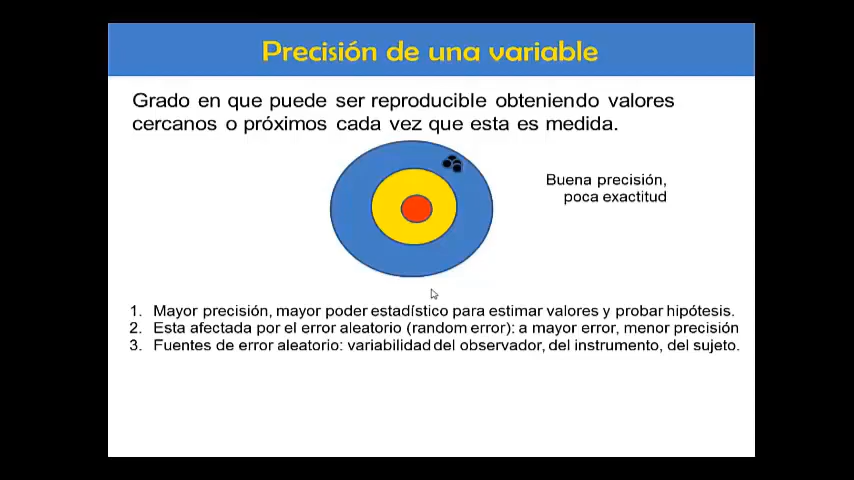 Precisión de una variable
Grado en que puede ser reproducible obteniendo valores
cercanos o próximos cada vez que esta es medida.
Buena precisión,
poca exactitud
1. Mayor precisión, mayor poder estadístico para estimar valores y probar hipótesis.
2. Esta afectada por el error aleatorio (random error): a mayor error, menor precisión
3. Fuentes de error aleatorio: variabilidad del observador, del instrumento, del sujeto.